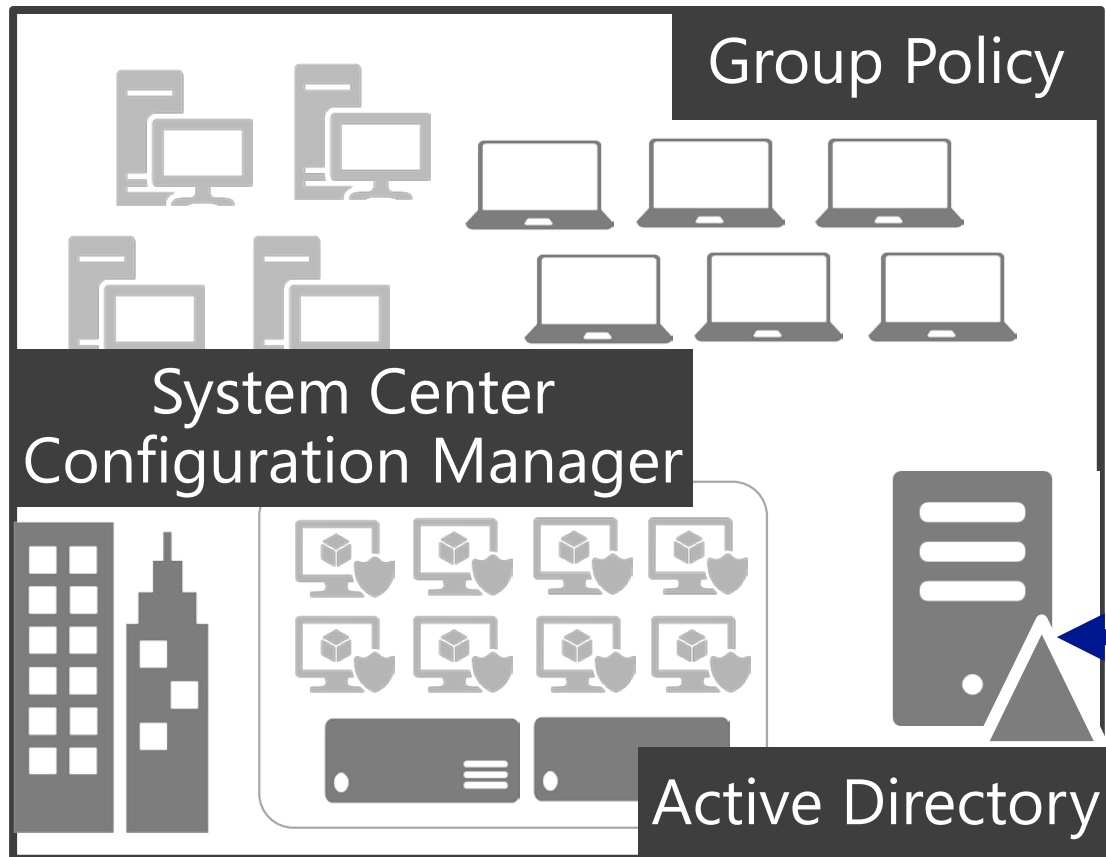 Group Policy
System Center
Configuration Manager
Active Directory